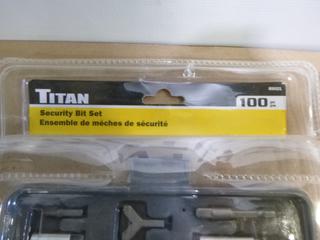 TITAN
100 pc
Security Bit Set
Ensemble de mèches de sécurité